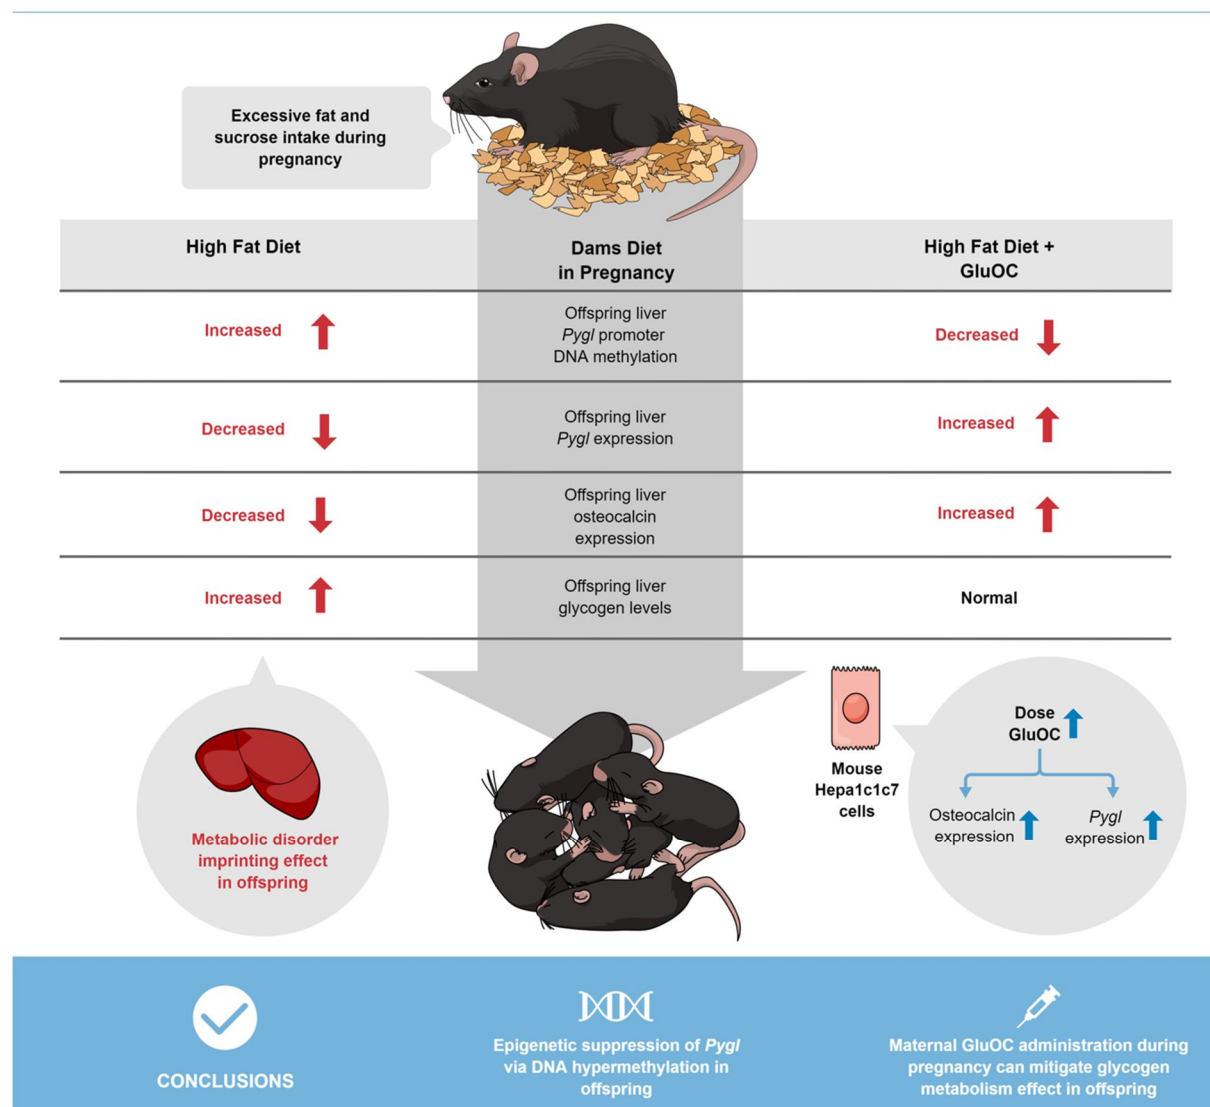 Excessive fat and
sucrose intake during
pregnancy
High Fat Diet
Dams Diet
in Pregnancy
High Fat Diet +
GluOC
Increased
Offspring liver
Pygl promoter
DNA methylation
Decreased
Decreased
Offspring liver
Pygl expression
Increased
Decreased
Offspring liver
osteocalcin
expression
Increased
Increased
Offspring liver
glycogen levels
Normal
Metabolic disorder
imprinting effect
in offspring
Mouse
Hepa1c1c7
cells
Dose
GluOC
Osteocalcin
expression
Pygl
expression
CONCLUSIONS
Epigenetic suppression of Pygl
via DNA hypermethylation in
offspring
Maternal GluOC administration during
pregnancy can mitigate glycogen
metabolism effect in offspring